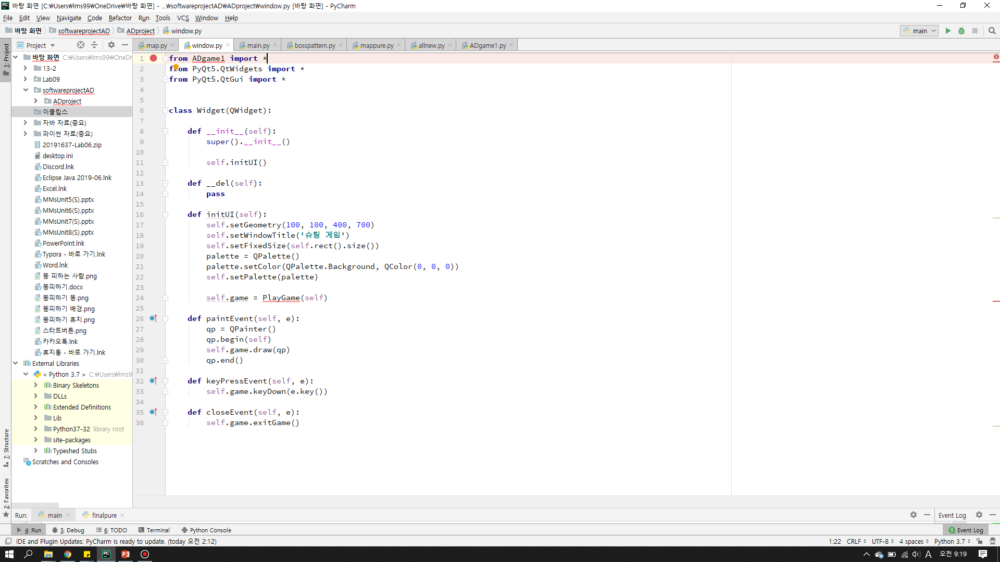 바탕 화면 [C:₩Users₩lms99₩OneDrive₩바탕 화면] - ...₩softwareprojectAD₩ADproject₩window.py [바탕 화면] - PyCharm
File Edit View Navigate Code Refactor Run Tools VCS Window Help
바탕 화면 softwareprojectAD ADproject window.py main
Project map.py window.py main.py bosspattern.py mappure.py allnew.py ADgame1.py
1: Project
7: Structure
2: Favorites
바탕 화면 C:₩Users₩lms99₩OneDr
13-2
Lab09
softwareprojectAD
ADproject
이클립스
자바 자료(중요)
파이썬 자료(중요)
20191637-Lab06.zip
desktop.ini
Discord.lnk
Eclipse Java 2019-06.lnk
Excel.lnk
MMsUnit5(S).pptx
MMsUnit6(S).pptx
MMsUnit7(S).pptx
MMsUnit8(S).pptx
PowerPoint.lnk
Typora - 바로 가기.lnk
Word.lnk
똥 피하는 사람.png
똥피하기.docx
똥피하기 똥.png
똥피하기 배경.png
똥피하기 휴지.png
스타트버튼.png
카카오톡.lnk
휴지통 - 바로 가기.lnk
External Libraries
< Python 3.7 > C:₩Users₩lms9
Binary Skeletons
DLLs
Extended Definitions
Lib
Python37-32 library root
site-packages
Typeshed Stubs
Scratches and Consoles
1 from ADgame1 import *
2 from PyQt5.QtWidgets import *
3 from PyQt5.QtGui import *
4
5
6 class Widget(QWidget):
7
8 def __init__(self):
9 super().__init__()
10
11 self.initUI()
12
13 def __del(self):
14 pass
15
16 def initUI(self):
17 self.setGeometry(100, 100, 400, 700)
18 self.setWindowTitle('슈팅 게임')
19 self.setFixedSize(self.rect().size())
20 palette = QPalette()
21 palette.setColor(QPalette.Background, QColor(0, 0, 0))
22 self.setPalette(palette)
23
24 self.game = PlayGame(self)
25
26 def paintEvent(self, e):
27 qp = QPainter()
28 qp.begin(self)
29 self.game.draw(qp)
30 qp.end()
31
32 def keyPressEvent(self, e):
33 self.game.keyDown(e.key())
34
35 def closeEvent(self, e):
36 self.game.exitGame()
Run: main finalpure Event Log
4: Run 5: Debug 6: TODO Terminal Python Console 1 Event Log
IDE and Plugin Updates: PyCharm is ready to update. (today 오전 2:12) 1:22 CRLF UTF-8 4 spaces Python 3.7
A 오전 9:19